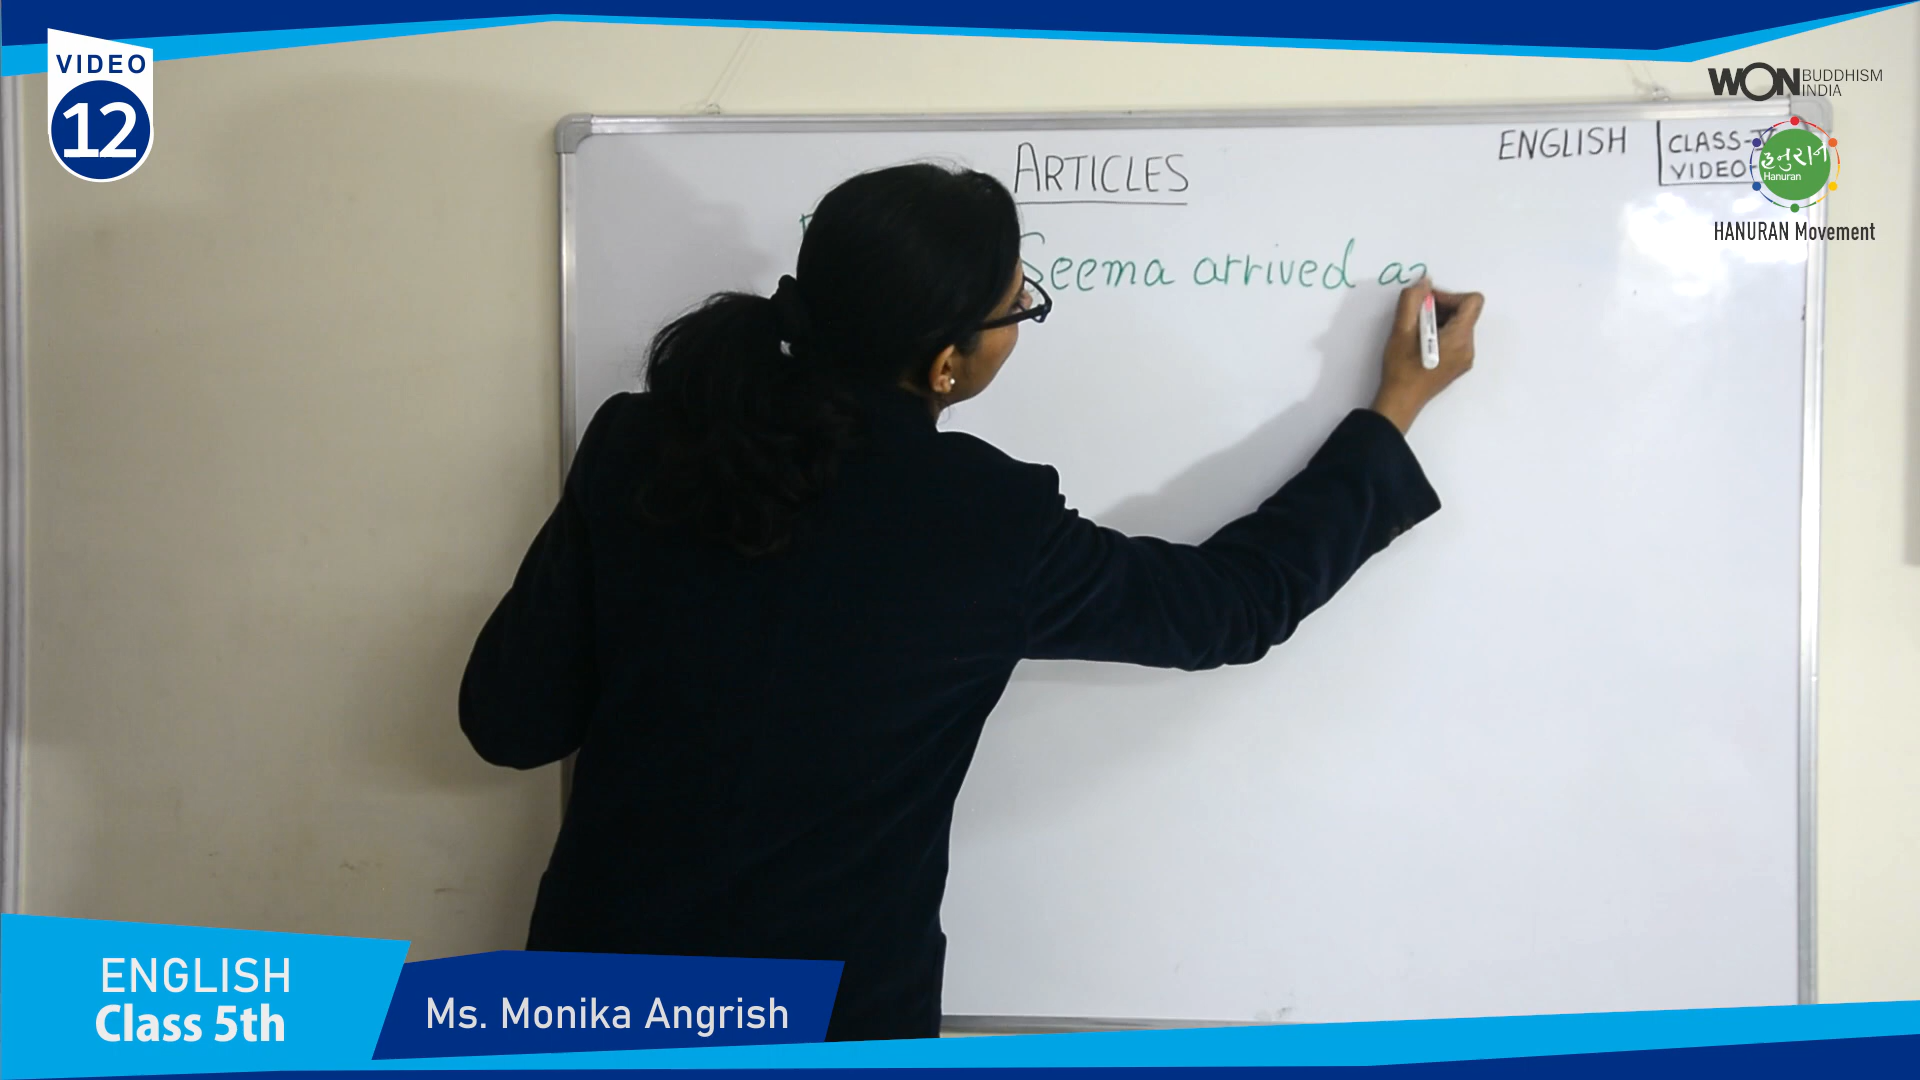 VIDEO
12
WON BUDDHISM INDIA
ARTICLES
ENGLISH
CLASS-
VIDEO-
हनुरान
Hanuran
HANURAN Movement
Seema arrived
ENGLISH
Class 5th
Ms. Monika Angrish